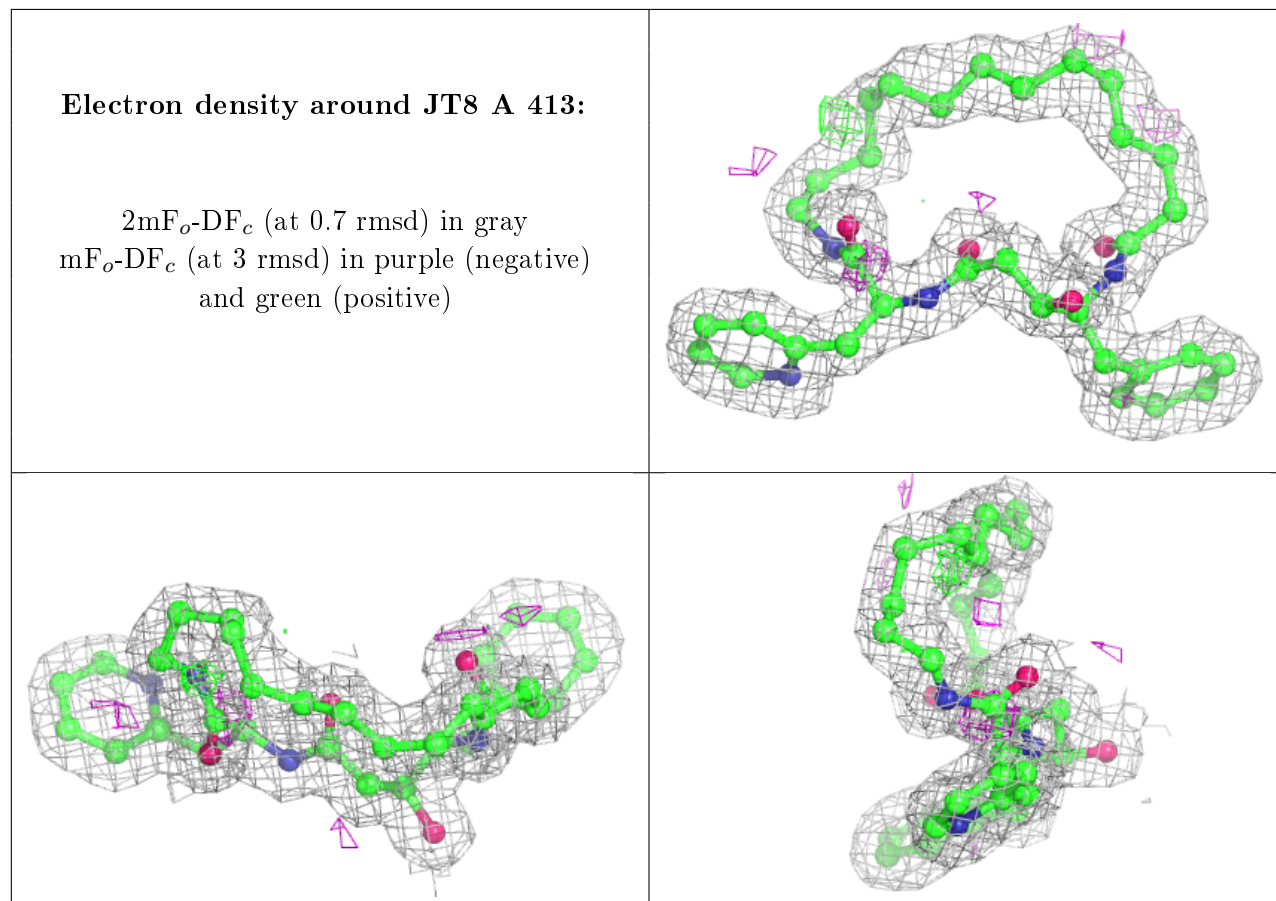 Electron density around JT8 A 413:
2mFo-DFc (at 0.7 rmsd) in gray
mFo-DFc (at 3 rmsd) in purple (negative)
and green (positive)